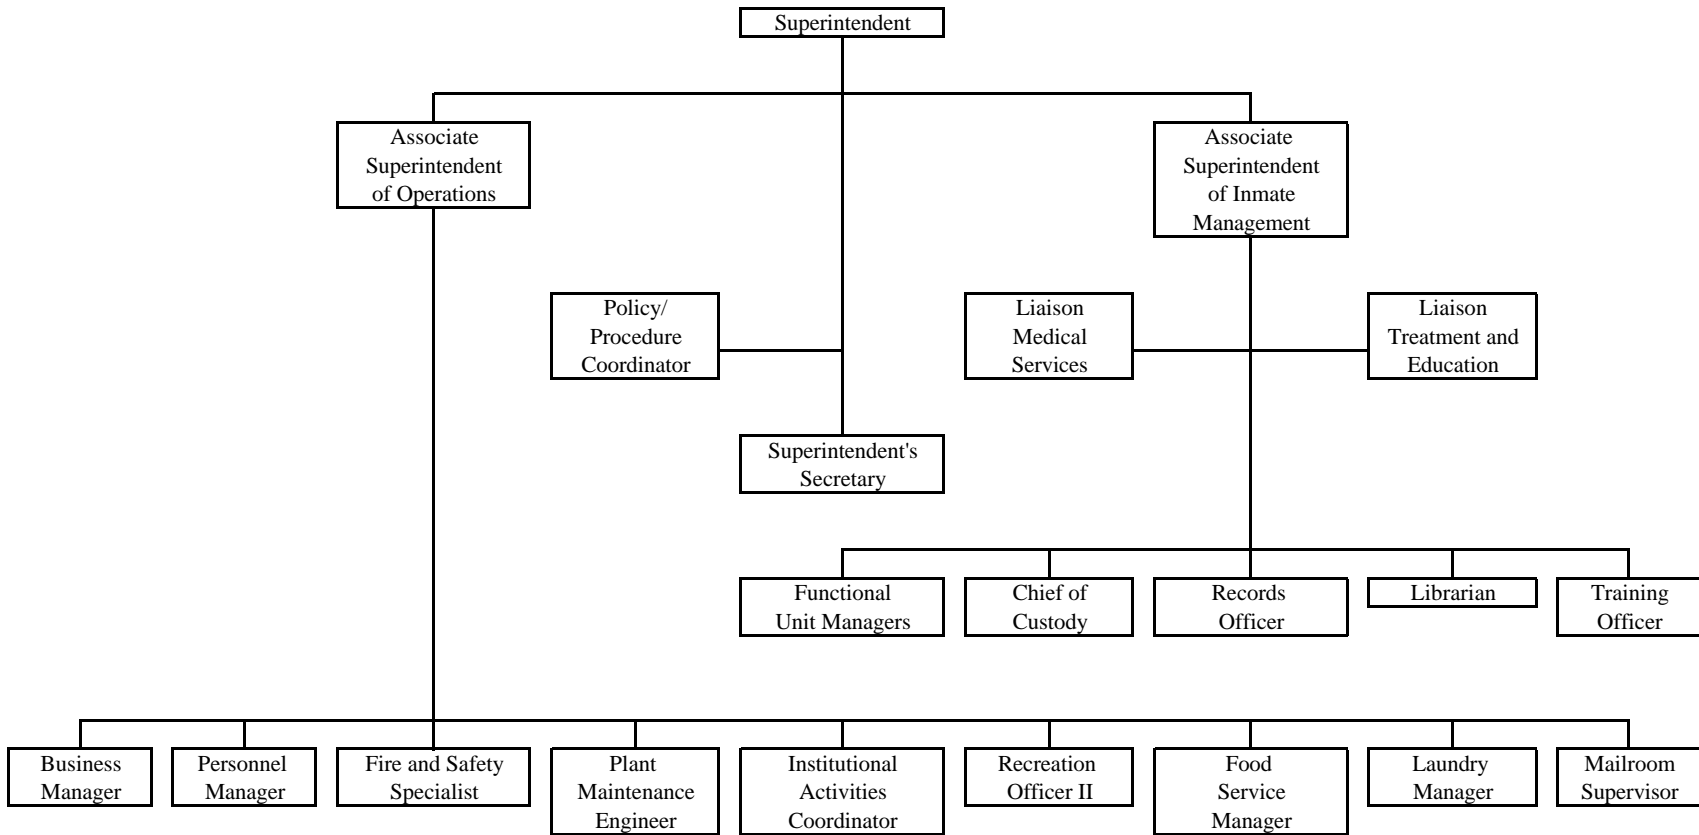 Superintendent
Associate
Superintendent
of Operations
Associate
Superintendent
of Inmate
Management
Policy/
Procedure
Coordinator
Liaison
Medical
Services
Liaison
Treatment and
Education
Superintendent's
Secretary
Functional
Unit Managers
Chief of
Custody
Records
Officer
Librarian
Training
Officer
Business
Manager
Personnel
Manager
Fire and Safety
Specialist
Plant
Maintenance
Engineer
Institutional
Activities
Coordinator
Recreation
Officer II
Food
Service
Manager
Laundry
Manager
Mailroom
Supervisor